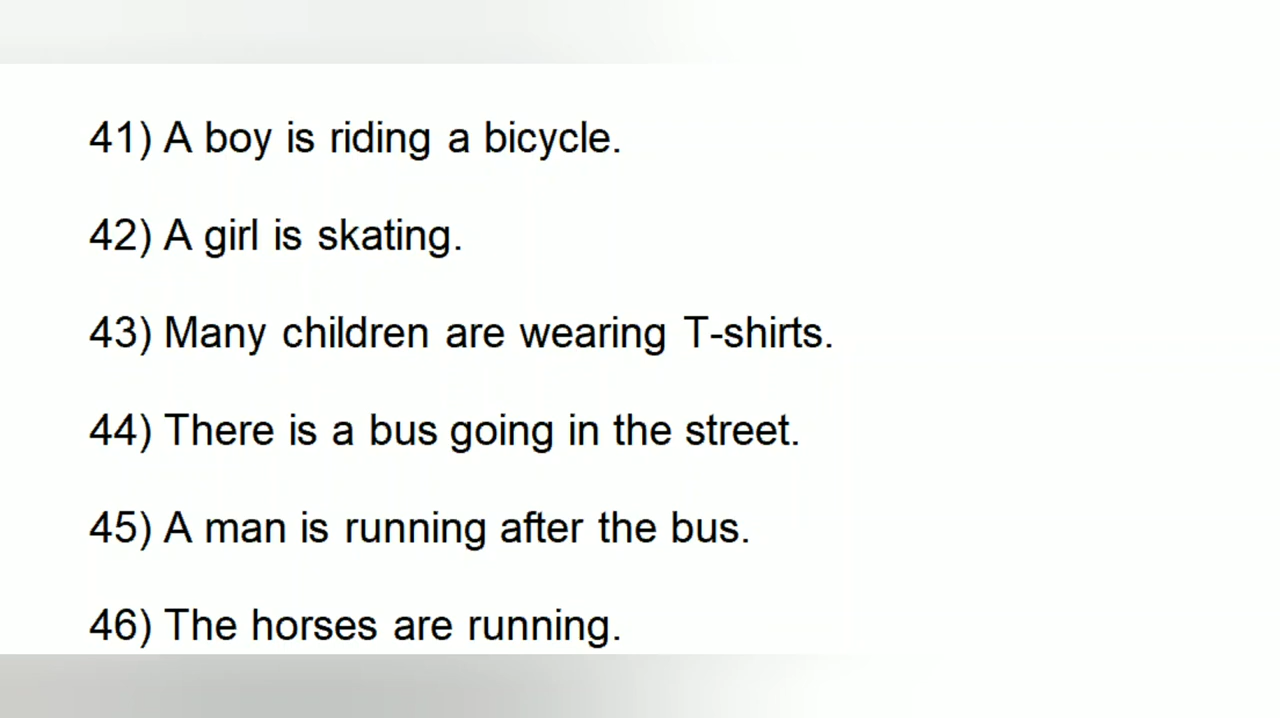 41) A boy is riding a bicycle.
42) A girl is skating.
43) Many children are wearing T-shirts.
44) There is a bus going in the street.
45) A man is running after the bus.
46) The horses are running.